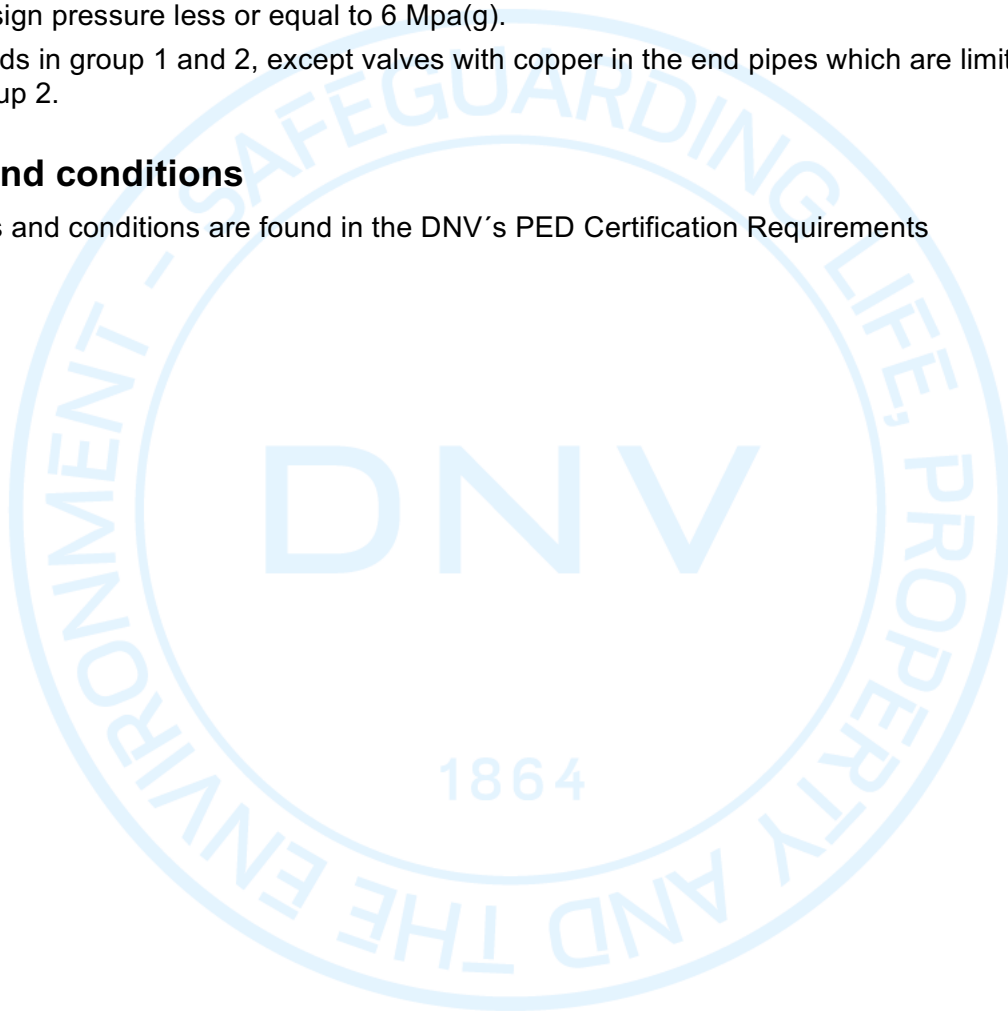 sign pressure less or equal to 6 Mpa(g).
ds in group 1 and 2, except valves with copper in the end pipes which are limit
up 2.
nd conditions
s and conditions are found in the DNV´s PED Certification Requirements
SAFEGUARDING LIFE, PROPERTY AND THE ENVIRONMENT -
DNV
1864